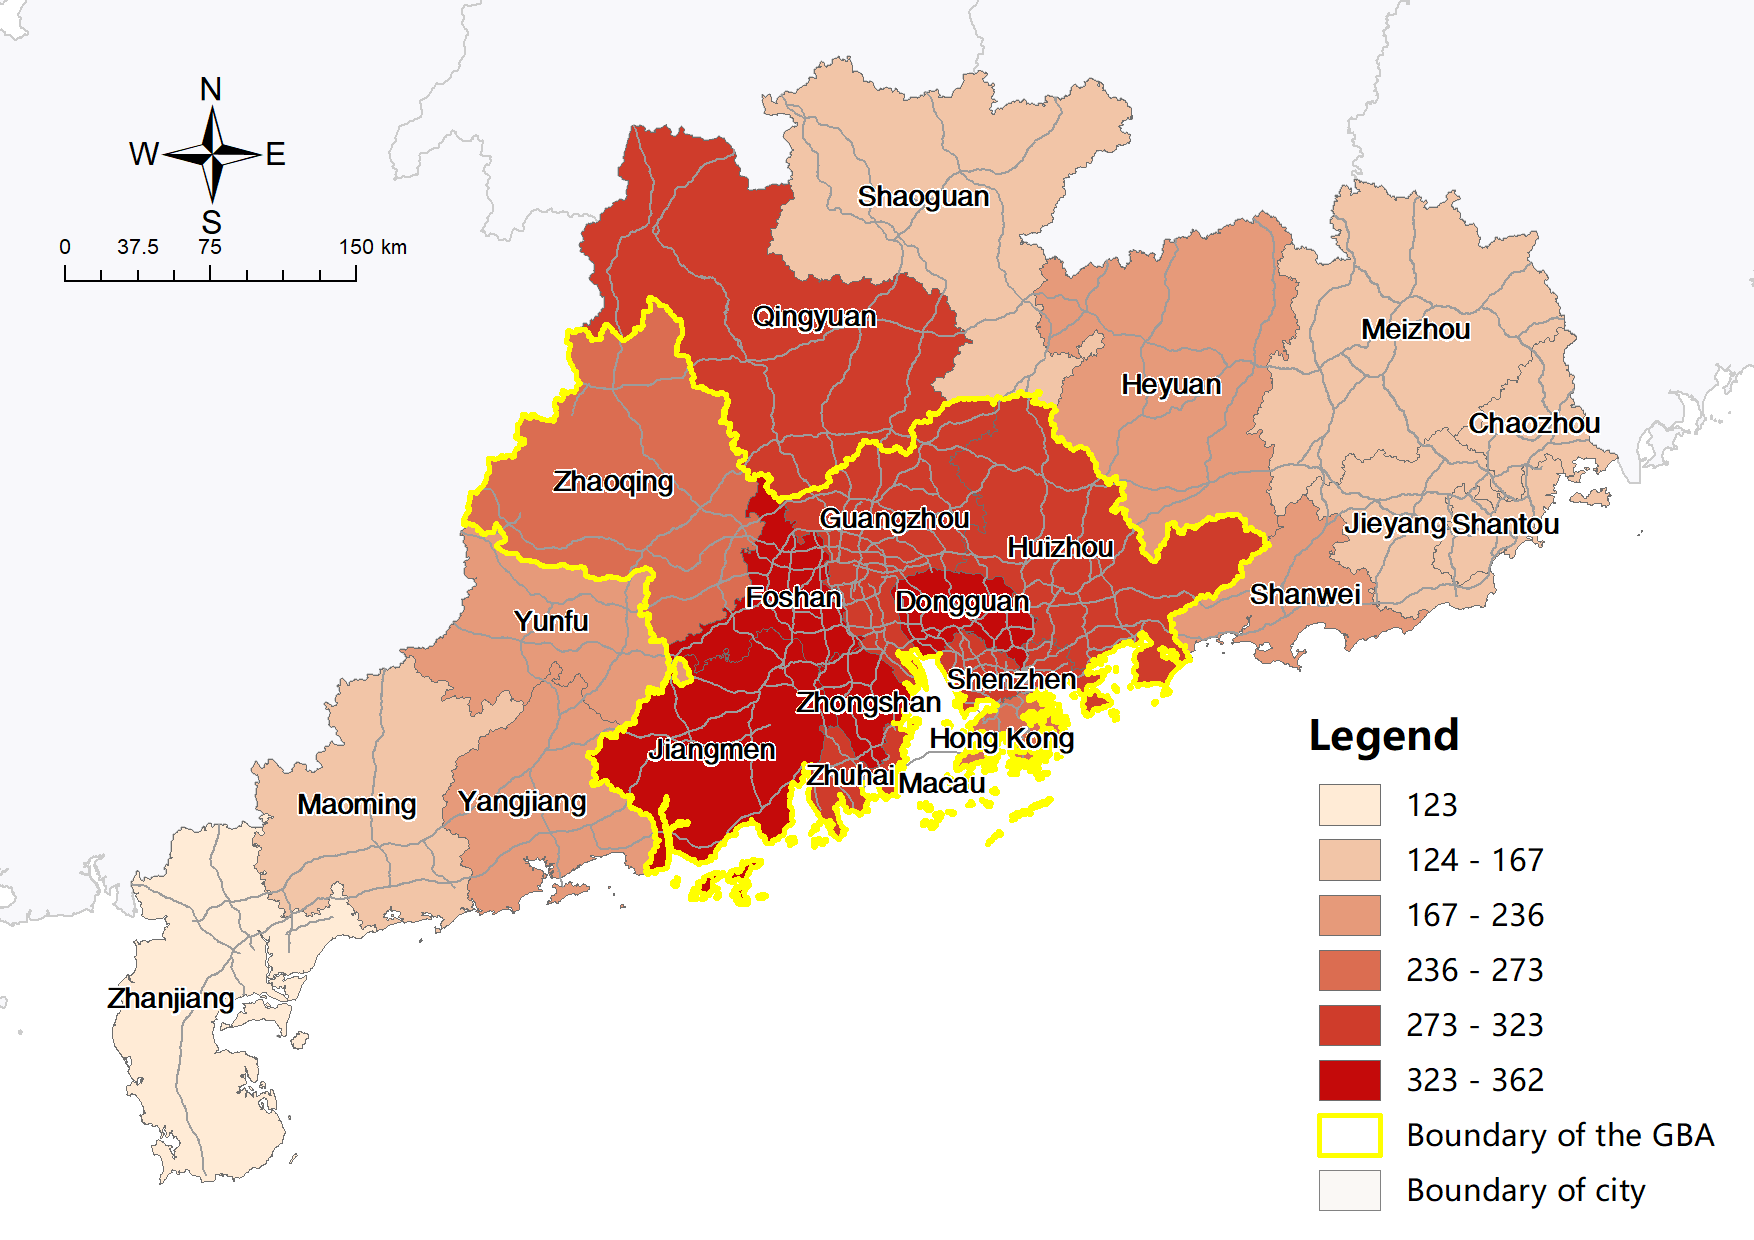 N
W E
S
0 37.5 75 150 km
Shaoguan
Qingyuan
Meizhou
Heyuan
Chaozhou
Zhaoqing
Guangzhou
Jieyang Shantou
Huizhou
Foshan
Dongguan
Shanwei
Yunfu
Shenzhen
Zhongshan
Hong Kong
Jiangmen
Zhuhai
Macau
Maoming
Yangjiang
Zhanjiang
Legend
123
124 - 167
167 - 236
236 - 273
273 - 323
323 - 362
Boundary of the GBA
Boundary of city